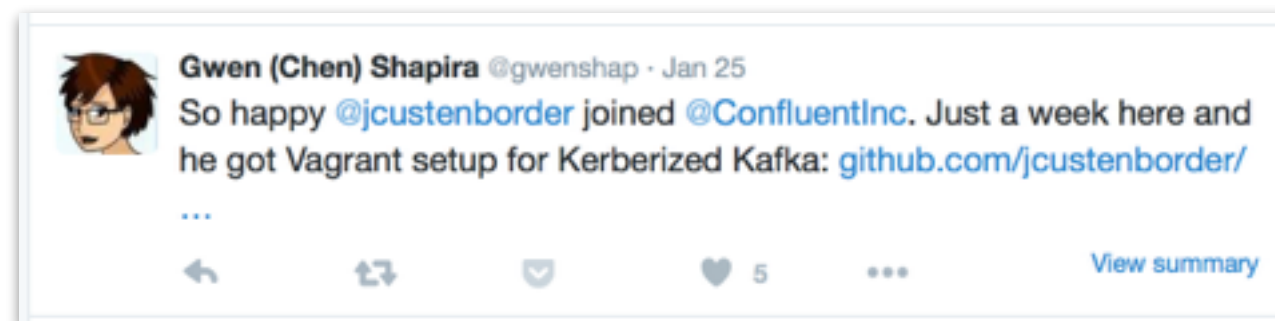 Gwen (Chen) Shapira @gwenshap · Jan 25
So happy @jcustenborder joined @ConfluentInc. Just a week here and
he got Vagrant setup for Kerberized Kafka: github.com/jcustenborder/
...
5
View summary